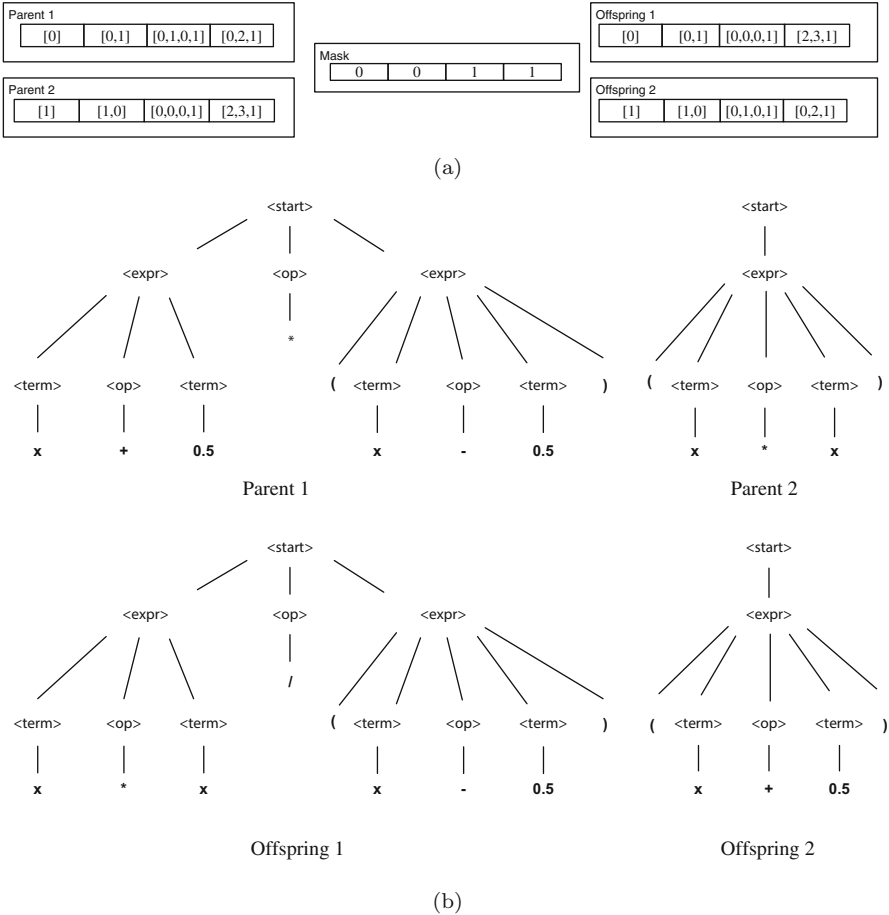 Parent 1
[0] [0,1] [0,1,0,1] [0,2,1]
Parent 2
[1] [1,0] [0,0,0,1] [2,3,1]
Mask
0 0 1 1
Offspring 1
[0] [0,1] [0,0,0,1] [2,3,1]
Offspring 2
[1] [1,0] [0,1,0,1] [0,2,1]
(a)
<start>
<expr> <op> <expr>
*
<term> <op> <term> ( <term> <op> <term> )
x + 0.5 x - 0.5
Parent 1
<start>
<expr>
( <term> <op> <term> )
x * x
Parent 2
<start>
<expr> <op> <expr>
/
<term> <op> <term> ( <term> <op> <term> )
x * x x - 0.5
Offspring 1
<start>
<expr>
( <term> <op> <term> )
x + 0.5
Offspring 2
(b)